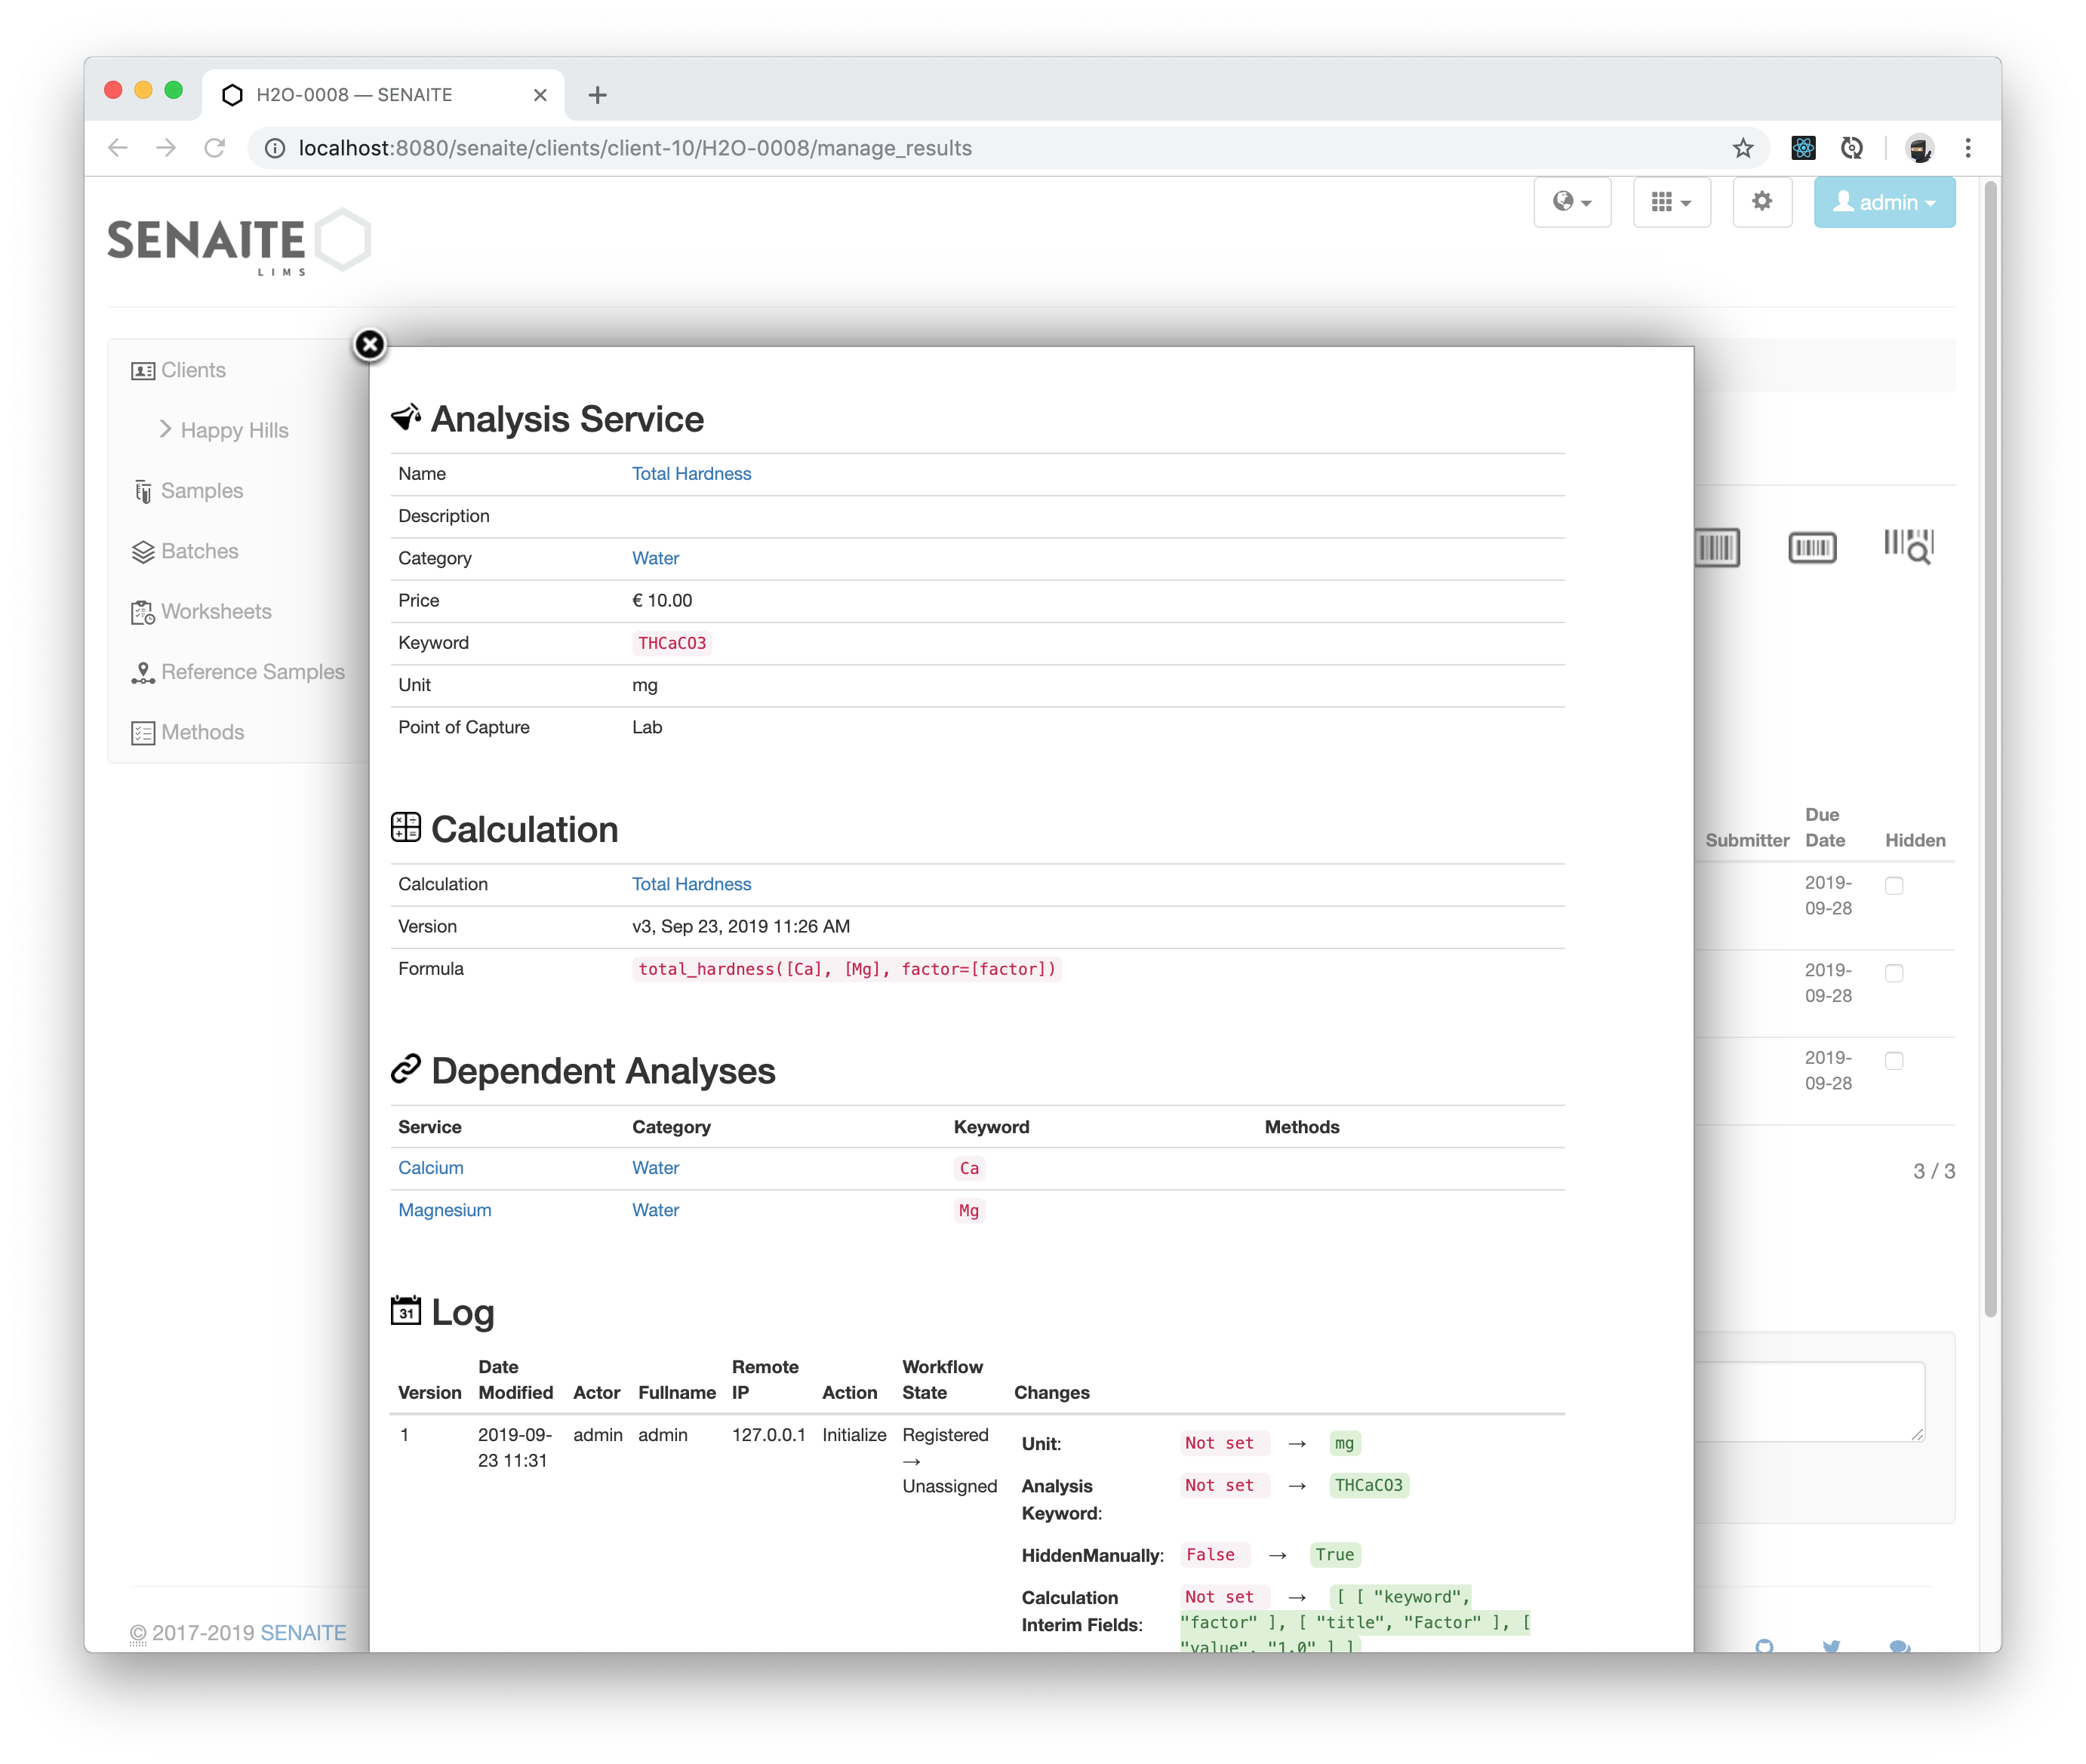 H2O-0008 — SENAITE
localhost:8080/senaite/clients/client-10/H2O-0008/manage_results
admin
SENAITE
LIMS
Clients
Happy Hills
Samples
Batches
Worksheets
Reference Samples
Methods
Analysis Service
Name Total Hardness
Description
Category Water
Price € 10.00
Keyword THCaCO3
Unit mg
Point of Capture Lab
Calculation
Calculation Total Hardness
Version v3, Sep 23, 2019 11:26 AM
Formula total_hardness([Ca], [Mg], factor=[factor])
Dependent Analyses
Service Category Keyword Methods
Calcium Water Ca
Magnesium Water Mg
31 Log
Date Remote Workflow
Version Modified Actor Fullname IP Action State Changes
1 2019-09- admin admin 127.0.0.1 Initialize Registered
23 11:31 →
Unassigned
Unit: Not set → mg
Analysis Not set → THCaCO3
Keyword:
HiddenManually: False → True
Calculation Not set → [ [ "keyword",
Interim Fields: "factor" ], [ "title", "Factor" ], [
"value", "1.0" ] ]
Due
Submitter Date Hidden
2019-
09-28
2019-
09-28
2019-
09-28
3 / 3
© 2017-2019 SENAITE